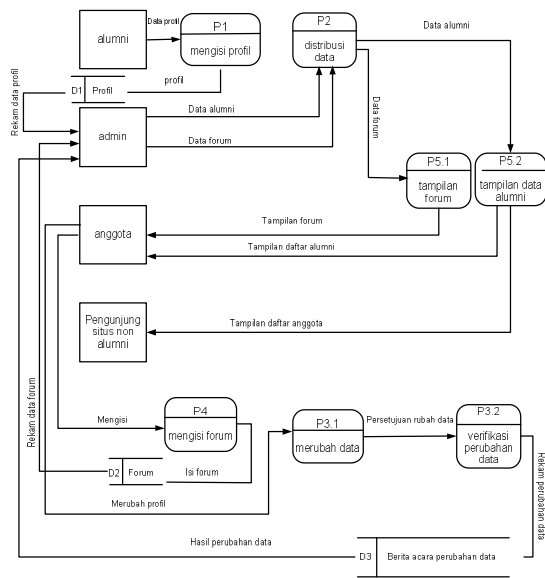 alumni
Data profil
P1
mengisi profil
P2
distribusi
data
Data alumni
profil
D1
Profil
Rekam data profil
admin
Data alumni
Data forum
Data forum
P5.1
tampilan
forum
P5.2
tampilan data
alumni
anggota
Tampilan forum
Tampilan daftar alumni
Pengunjung
situs non
alumni
Tampilan daftar anggota
Rekam data forum
Mengisi
P4
mengisi forum
P3.1
merubah data
Persetujuan rubah data
P3.2
verifikasi
perubahan
data
D2
Forum
Isi forum
Merubah profil
Rekam perubahan data
Hasil perubahan data
D3
Berita acara perubahan data